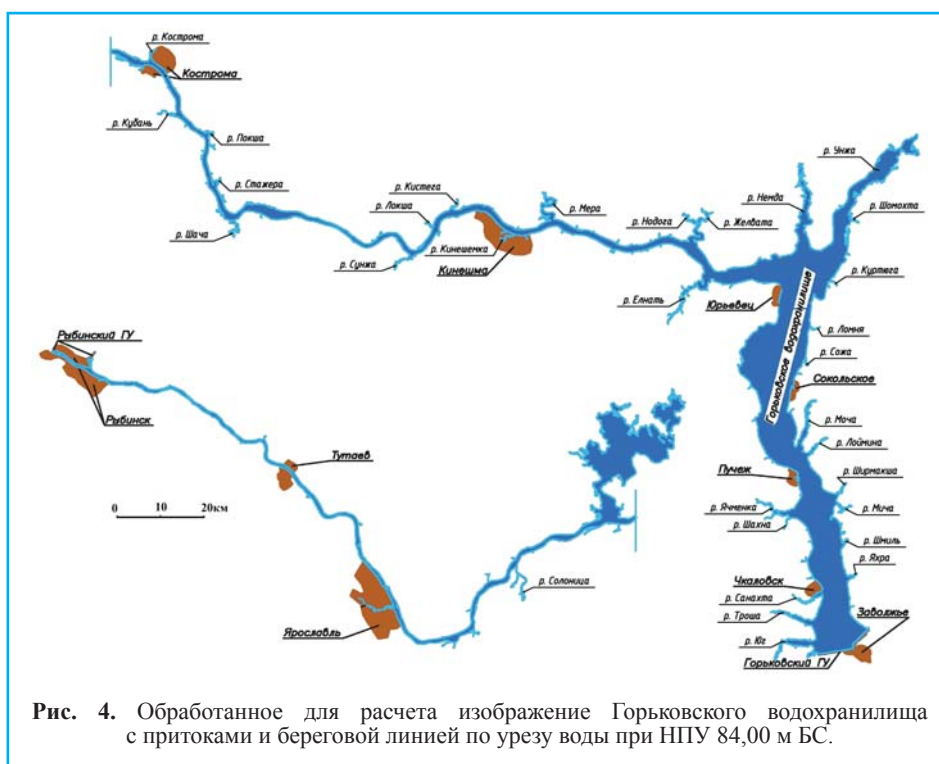 р. Кострома
Кострома
р. Кубань
р. Покша
р. Стажера
р. Шача
р. Сунжа
р. Локша
р. Кистега
р. Кинешемка
Кинешма
р. Мера
р. Нодога
р. Желвата
р. Елнать
р. Немда
р. Унжа
р. Шомохта
р. Куртюга
Юрьевец
Горьковское водохранилище
р. Ломня
р. Сожа
Сокольское
р. Моча
р. Лоймина
Пучеж
р. Ширмакша
р. Ячменка
р. Мича
р. Шахна
р. Шмиль
р. Яхра
Чкаловск
р. Санахта
р. Троша
Заволжье
р. Юг
Горьковский ГУ
Рыбинский ГУ
Рыбинск
Тутаев
0 10 20км
Ярославль
р. Солоница
Рис. 4. Обработанное для расчета изображение Горьковского водохранилища
с притоками и береговой линией по урезу воды при НПУ 84,00 м БС.